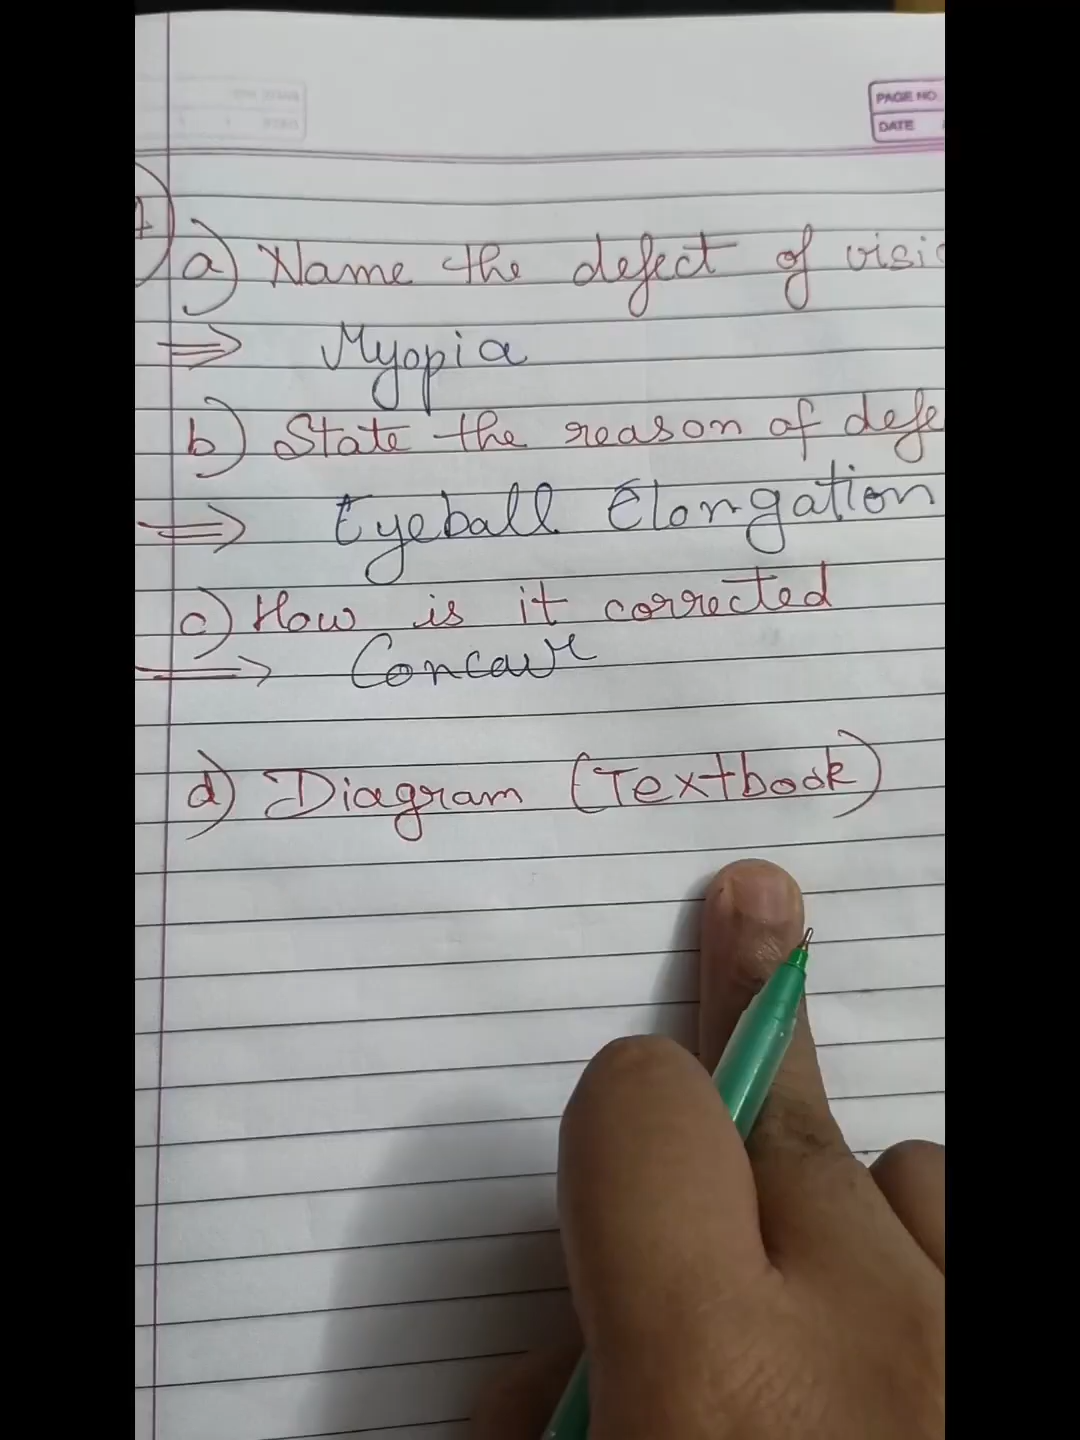 PAGE NO
DATE
a) Name the defect of visi
⇒ Myopia
b) State the reason of defe
⇒ Eyeball Elongation
c) How is it corrected
⇒ Concave
d) Diagram (Textbook)